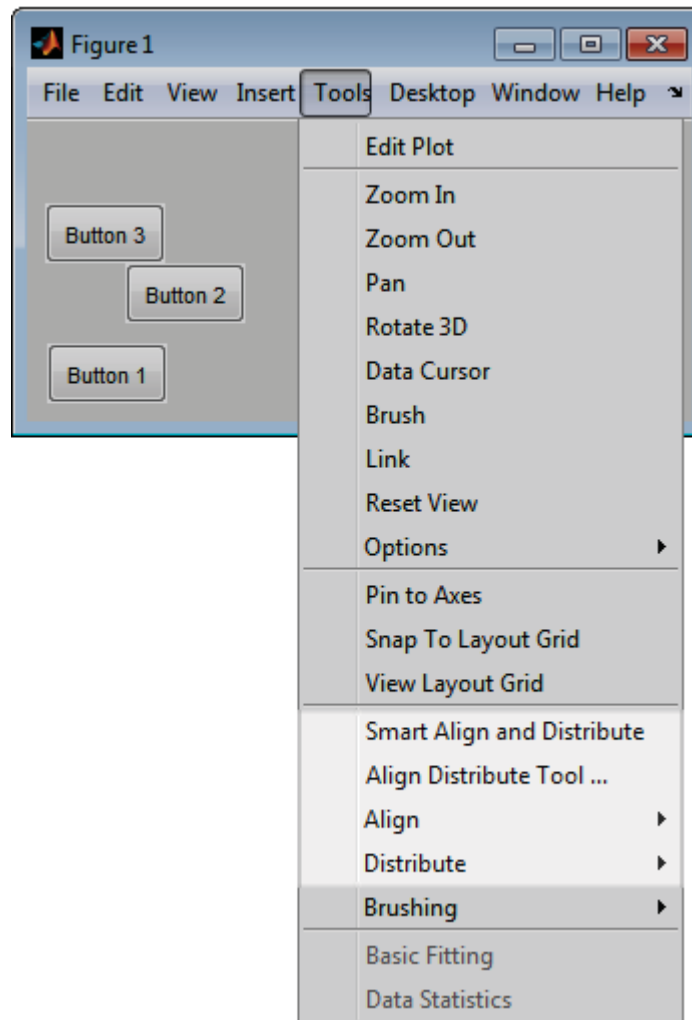 Figure 1
File Edit View Insert Tools Desktop Window Help
Edit Plot
Zoom In
Zoom Out
Pan
Rotate 3D
Data Cursor
Brush
Link
Reset View
Options
Pin to Axes
Snap To Layout Grid
View Layout Grid
Smart Align and Distribute
Align Distribute Tool ...
Align
Distribute
Brushing
Basic Fitting
Data Statistics
Button 3
Button 2
Button 1